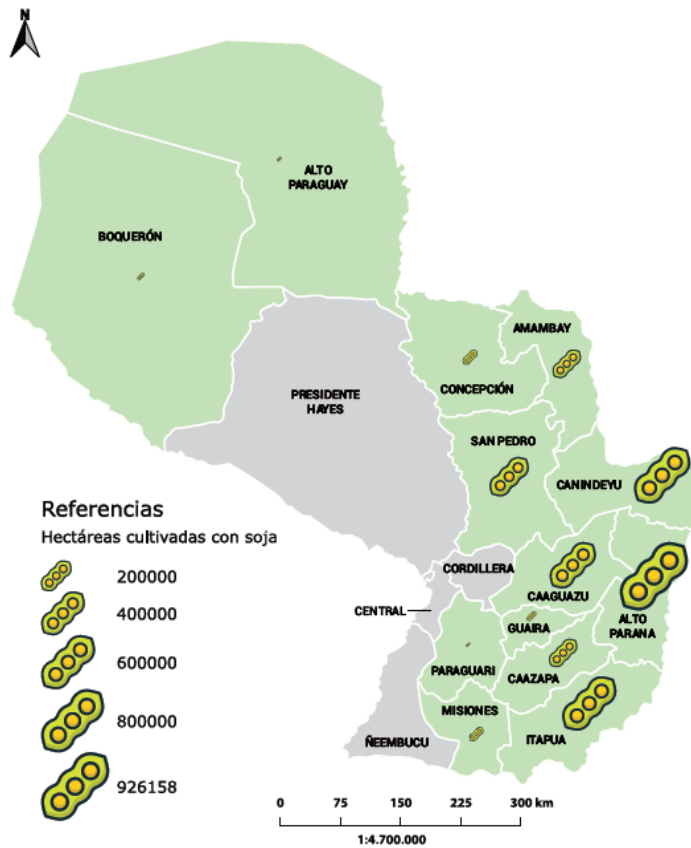 N
ALTO
PARAGUAY
BOQUERÓN
AMAMBAY
CONCEPCIÓN
PRESIDENTE
HAYES
SAN PEDRO
CANINDEYU
Referencias
Hectáreas cultivadas con soja
200000
400000
600000
800000
926158
CORDILLERA
CAAGUAZU
CENTRAL
ALTO
PARANA
GUAIRA
PARAGUARI
CAAZAPA
MISIONES
ÑEEMBUCU
ITAPUA
0 75 150 225 300 km
1:4.700.000